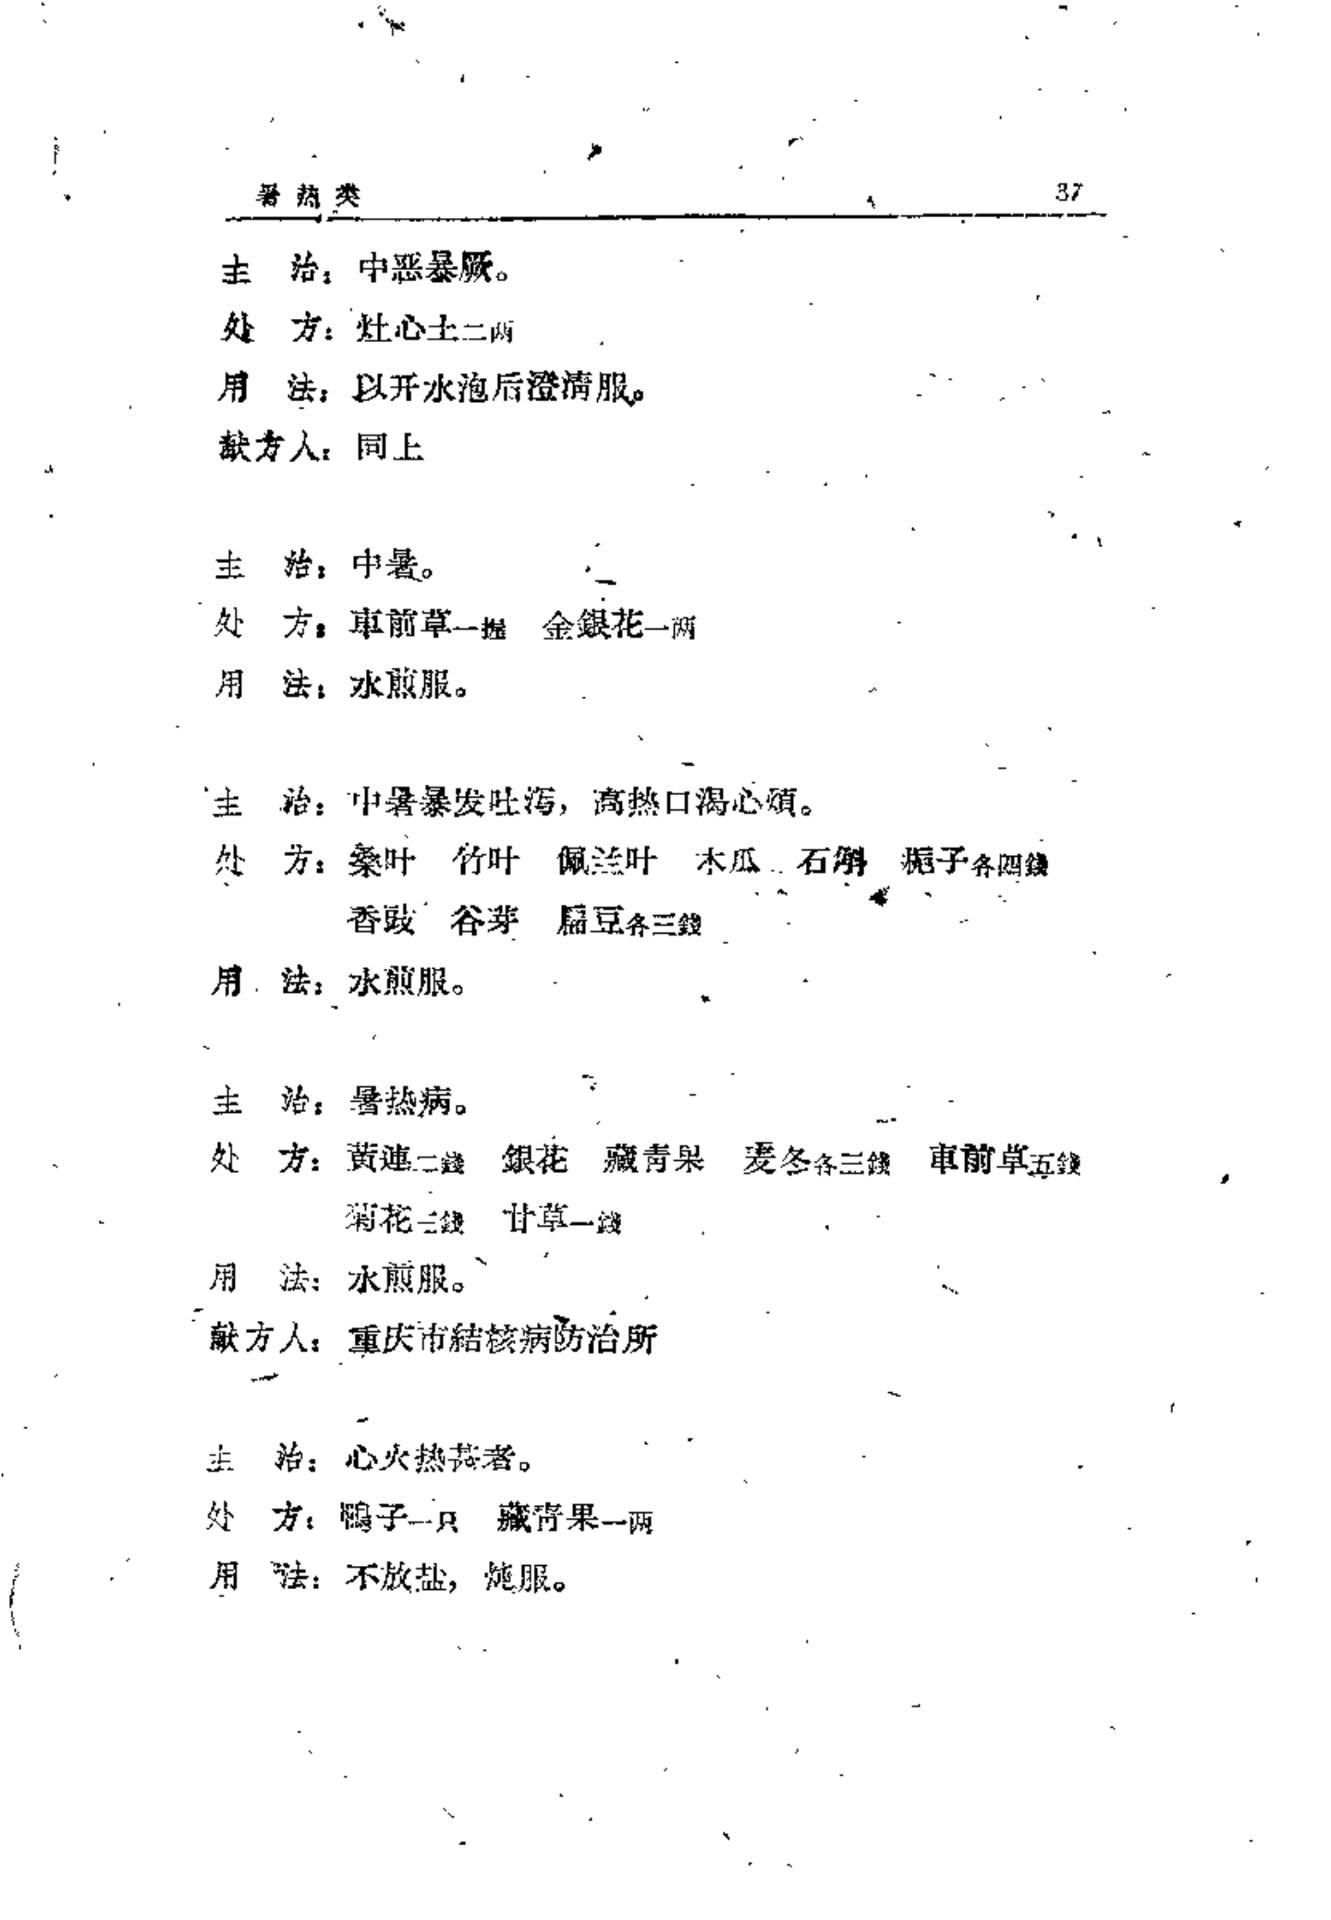 暑热类 37
主 治：中恶暴厥。
处 方：灶心土二两
用 法：以开水泡后澄清服。
献方人：同上
主 治：中暑。
处 方：車前草一握 金銀花一两
用 法：水煎服。
主 治：中暑暴发吐泻，高热口渴心煩。
处 方：桑叶 竹叶 佩兰叶 木瓜 石斛 梔子各四錢
香豉 谷芽 扁豆各三錢
用 法：水煎服。
主 治：暑热病。
处 方：黃連二錢 銀花 藏青果 麦冬各三錢 車前草五錢
菊花 甘草一錢
用 法：水煎服。
献方人：重庆市結核病防治所
主 治：心火热甚者。
处 方：鴨子一只 藏青果一两
用 法：不放盐，炖服。